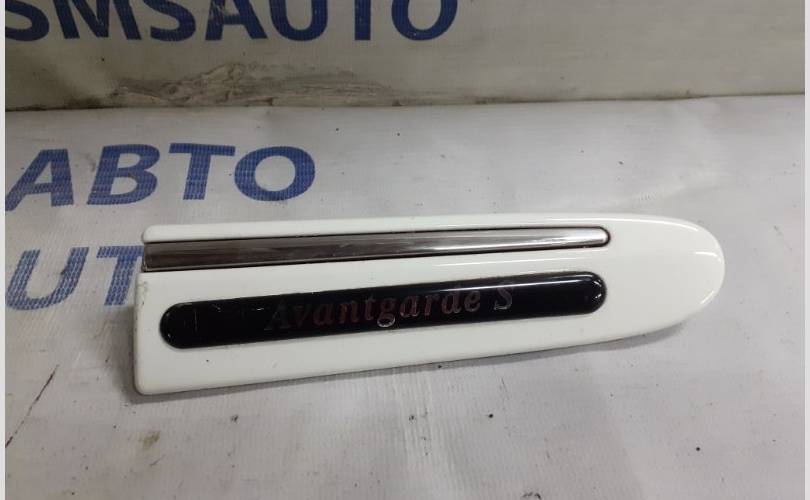 SMSAUTO
АВТО
UT
Avantgarde S